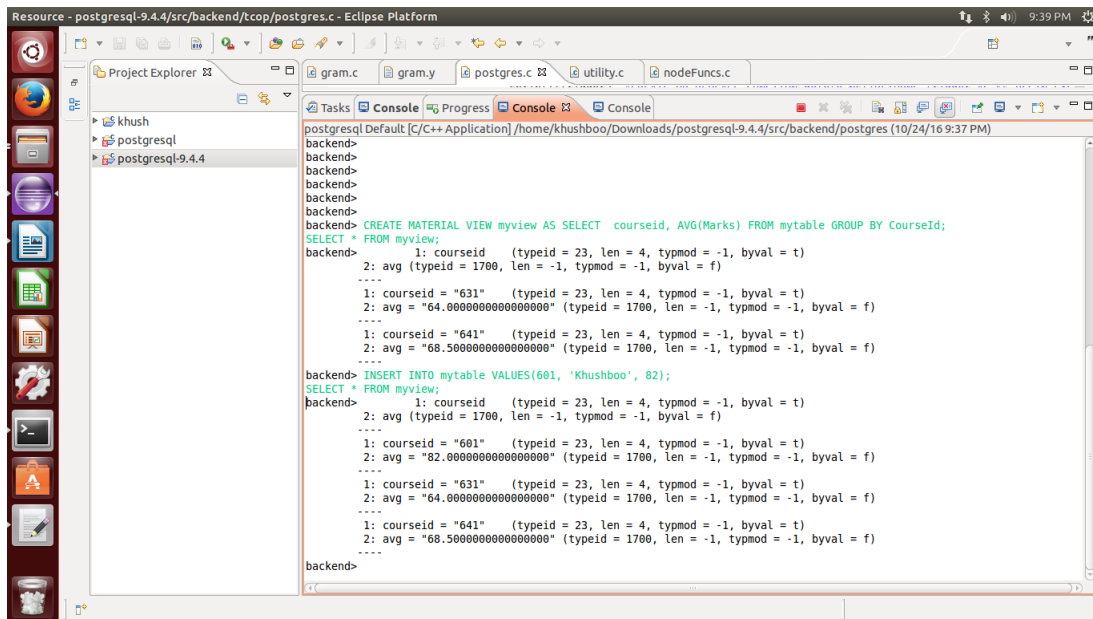 Resource - postgresql-9.4.4/src/backend/tcop/postgres.c - Eclipse Platform
9:39 PM
Project Explorer
khush
postgresql
postgresql-9.4.4
gram.c
gram.y
postgres.c
utility.c
nodeFuncs.c
Tasks
Console
Progress
Console
Console
postgresql Default [C/C++ Application] /home/khushboo/Downloads/postgresql-9.4.4/src/backend/postgres (10/24/16 9:37 PM)
backend>
backend>
backend>
backend>
backend>
backend>
backend> CREATE MATERIAL VIEW myview AS SELECT  courseid, AVG(Marks) FROM mytable GROUP BY CourseId;
SELECT * FROM myview;
backend>         1: courseid    (typeid = 23, len = 4, typmod = -1, byval = t)
2: avg (typeid = 1700, len = -1, typmod = -1, byval = f)
----
1: courseid = "631"    (typeid = 23, len = 4, typmod = -1, byval = t)
2: avg = "64.0000000000000000" (typeid = 1700, len = -1, typmod = -1, byval = f)
----
1: courseid = "641"    (typeid = 23, len = 4, typmod = -1, byval = t)
2: avg = "68.5000000000000000" (typeid = 1700, len = -1, typmod = -1, byval = f)
----
backend> INSERT INTO mytable VALUES(601, 'Khushboo', 82);
SELECT * FROM myview;
backend>         1: courseid    (typeid = 23, len = 4, typmod = -1, byval = t)
2: avg (typeid = 1700, len = -1, typmod = -1, byval = f)
----
1: courseid = "601"    (typeid = 23, len = 4, typmod = -1, byval = t)
2: avg = "82.0000000000000000" (typeid = 1700, len = -1, typmod = -1, byval = f)
----
1: courseid = "631"    (typeid = 23, len = 4, typmod = -1, byval = t)
2: avg = "64.0000000000000000" (typeid = 1700, len = -1, typmod = -1, byval = f)
----
1: courseid = "641"    (typeid = 23, len = 4, typmod = -1, byval = t)
2: avg = "68.5000000000000000" (typeid = 1700, len = -1, typmod = -1, byval = f)
----
backend>